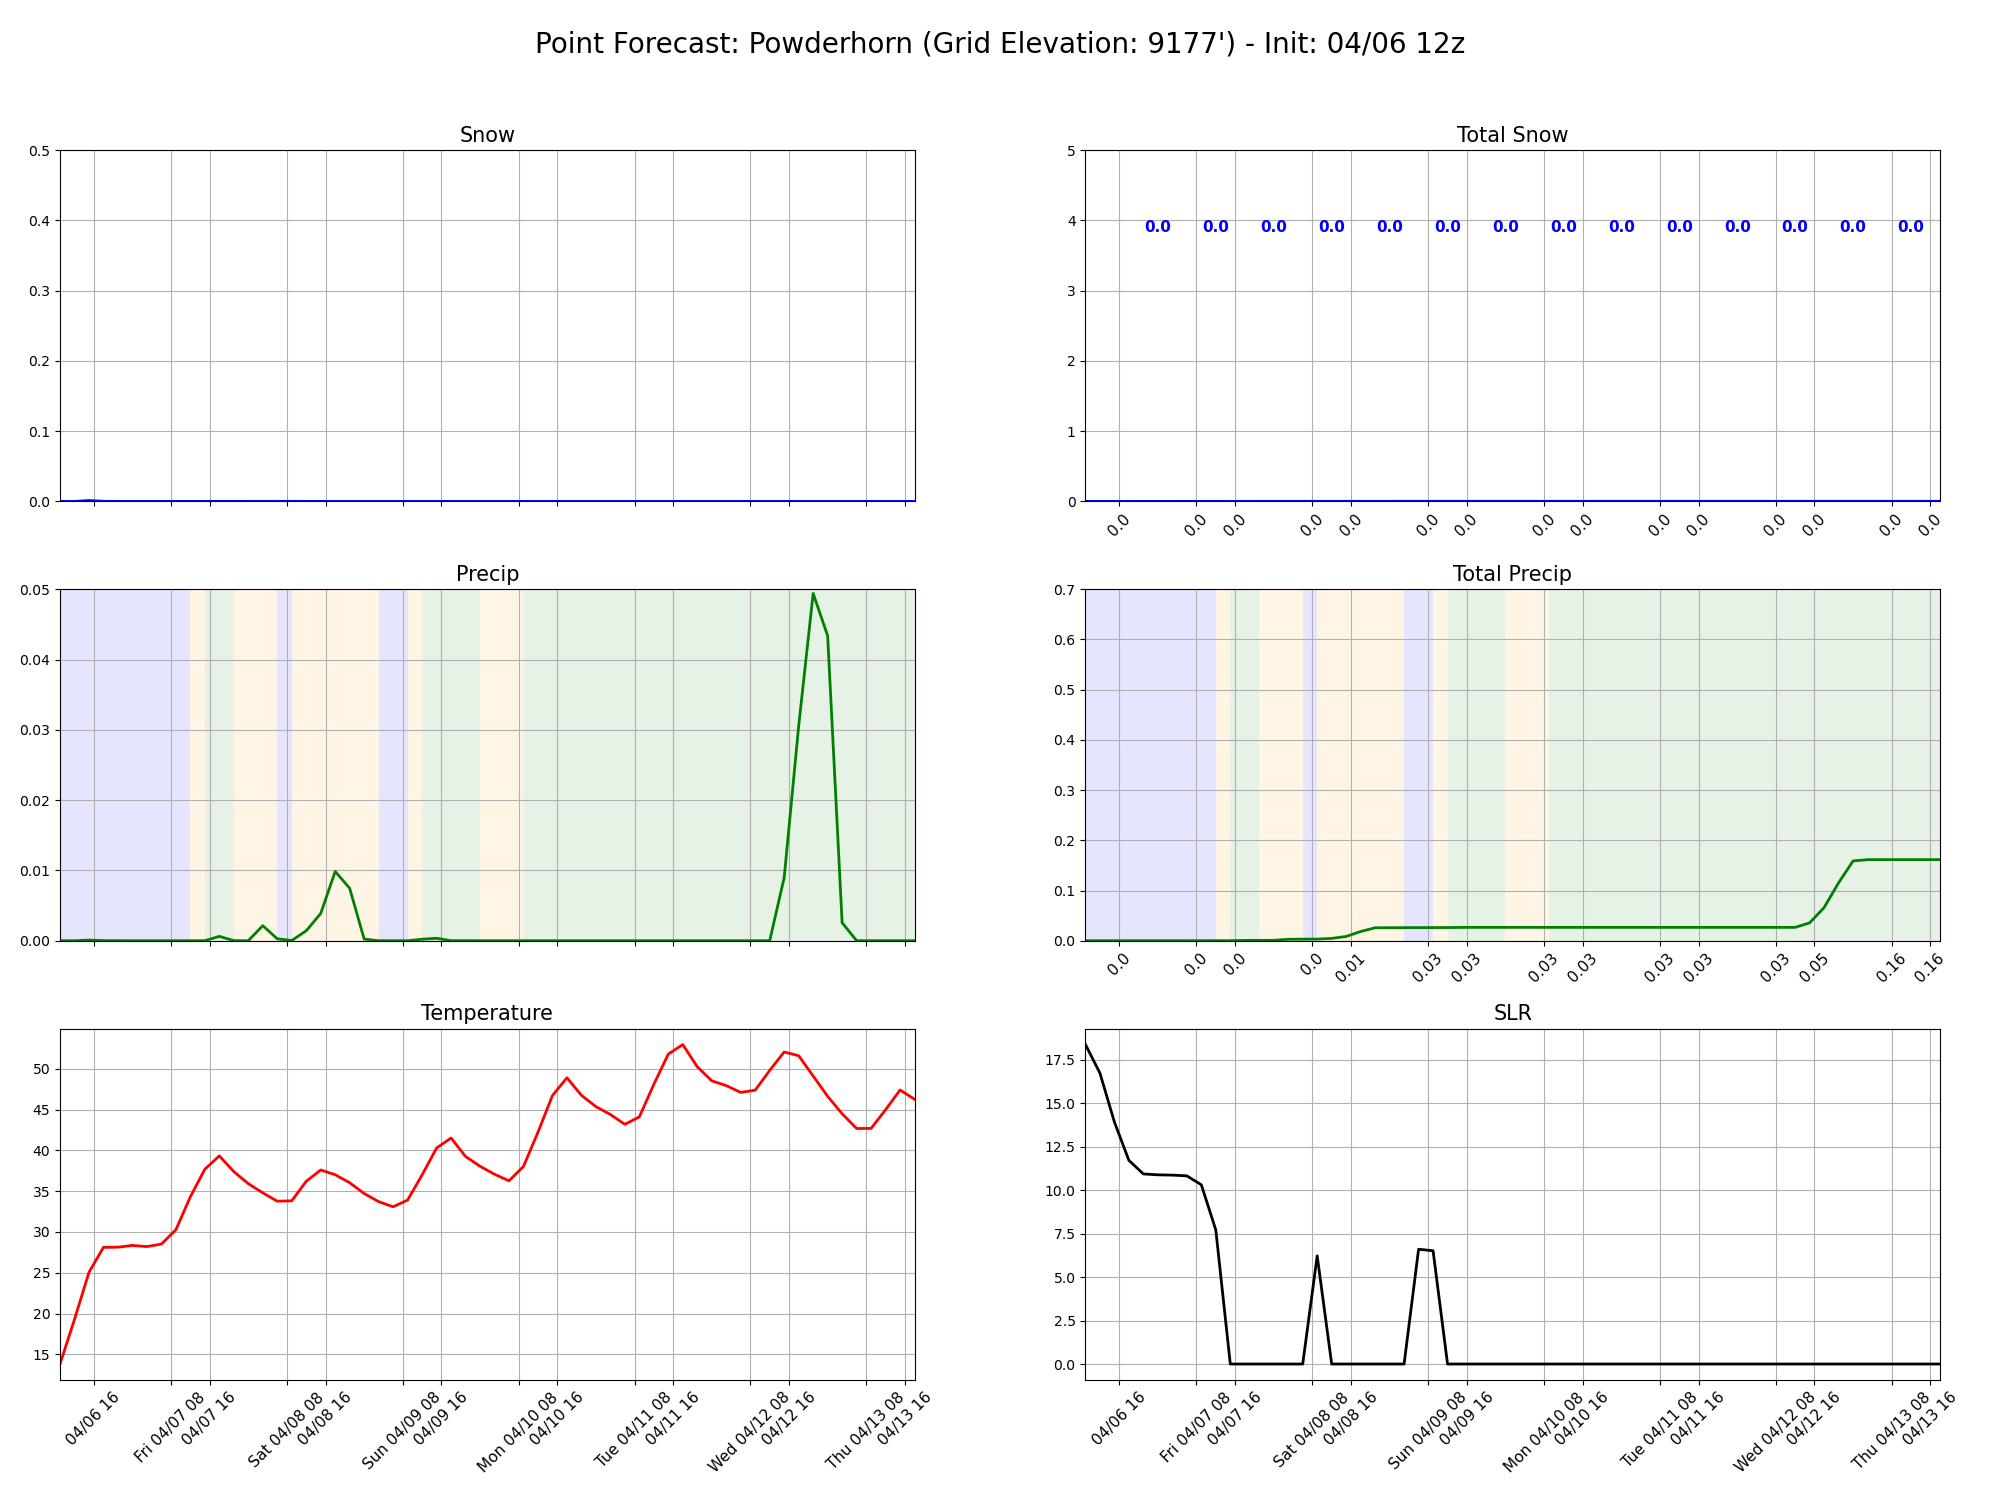 Point Forecast: Powderhorn (Grid Elevation: 9177') - Init: 04/06 12z
Snow
0.5
0.4
0.3
0.2
0.1
0.0
Total Snow
5
4
3
2
1
0
0.0 0.0 0.0 0.0 0.0 0.0 0.0 0.0 0.0 0.0 0.0 0.0 0.0 0.0
0.0 0.0 0.0 0.0 0.0 0.0 0.0 0.0 0.0 0.0 0.0 0.0 0.0 0.0 0.0
Precip
0.05
0.04
0.03
0.02
0.01
0.00
Total Precip
0.7
0.6
0.5
0.4
0.3
0.2
0.1
0.0
0.0 0.0 0.0 0.0 0.01 0.03 0.03 0.03 0.03 0.03 0.03 0.03 0.05 0.16 0.16
Temperature
50
45
40
35
30
25
20
15
04/06 16
Fri 04/07 08
04/07 16
Sat 04/08 08
04/08 16
Sun 04/09 08
04/09 16
Mon 04/10 08
04/10 16
Tue 04/11 08
04/11 16
Wed 04/12 08
04/12 16
Thu 04/13 08
04/13 16
SLR
17.5
15.0
12.5
10.0
7.5
5.0
2.5
0.0
04/06 16
Fri 04/07 08
04/07 16
Sat 04/08 08
04/08 16
Sun 04/09 08
04/09 16
Mon 04/10 08
04/10 16
Tue 04/11 08
04/11 16
Wed 04/12 08
04/12 16
Thu 04/13 08
04/13 16